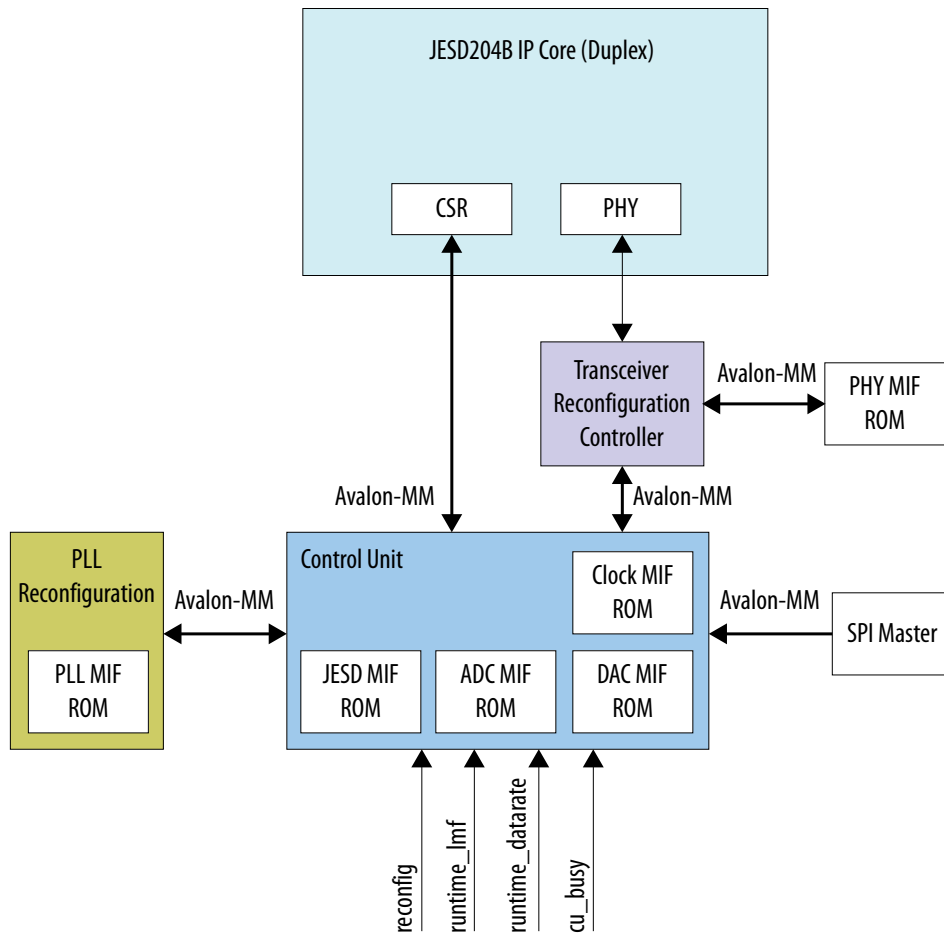 JESD204B IP Core (Duplex)
CSR
PHY
Transceiver
Reconfiguration
Controller
Avalon-MM
PHY MIF
ROM
Avalon-MM
Avalon-MM
PLL
Reconfiguration
Avalon-MM
PLL MIF
ROM
Control Unit
Clock MIF
ROM
JESD MIF
ROM
ADC MIF
ROM
DAC MIF
ROM
Avalon-MM
SPI Master
reconfig
runtime_lmf
runtime_datarate
cu_busy